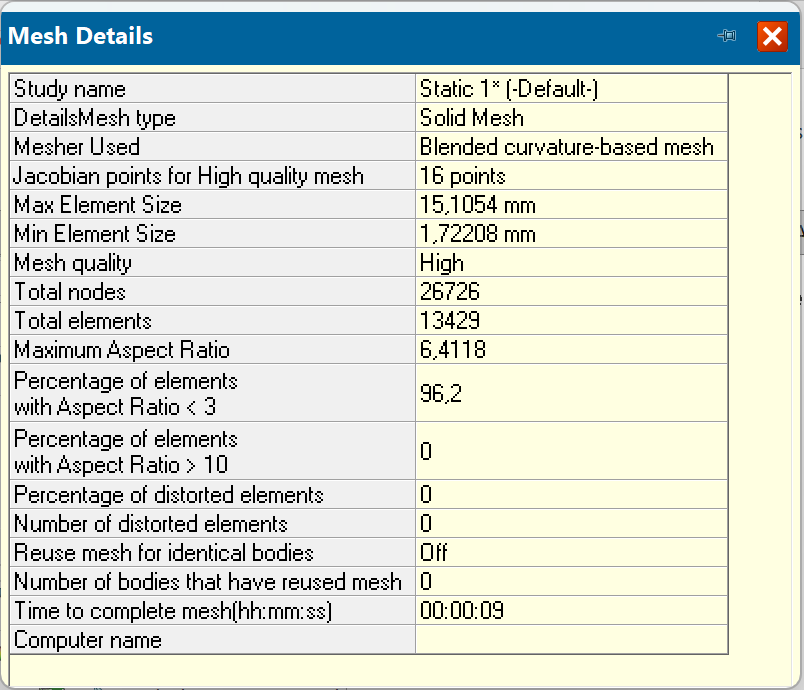 Mesh Details
Study name Static 1* (-Default-)
DetailsMesh type Solid Mesh
Mesher Used Blended curvature-based mesh
Jacobian points for High quality mesh 16 points
Max Element Size 15,1054 mm
Min Element Size 1,72208 mm
Mesh quality High
Total nodes 26726
Total elements 13429
Maximum Aspect Ratio 6,4118
Percentage of elements
with Aspect Ratio < 3 96,2
Percentage of elements
with Aspect Ratio > 10 0
Percentage of distorted elements 0
Number of distorted elements 0
Reuse mesh for identical bodies Off
Number of bodies that have reused mesh 0
Time to complete mesh(hh:mm:ss) 00:00:09
Computer name